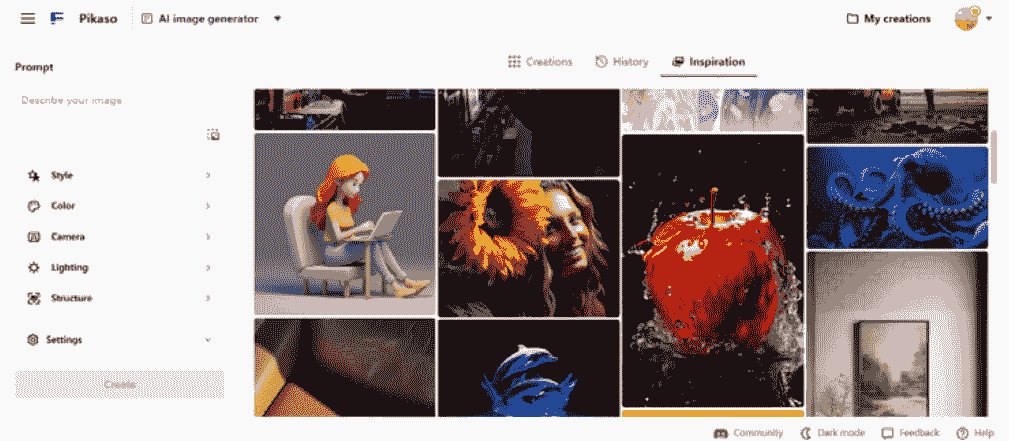 Pikaso
AI image generator
My creations
Prompt
Creations
History
Inspiration
Describe your image
Style
Color
Camera
Lighting
Structure
Settings
Create
Community
Dark mode
Feedback
Help